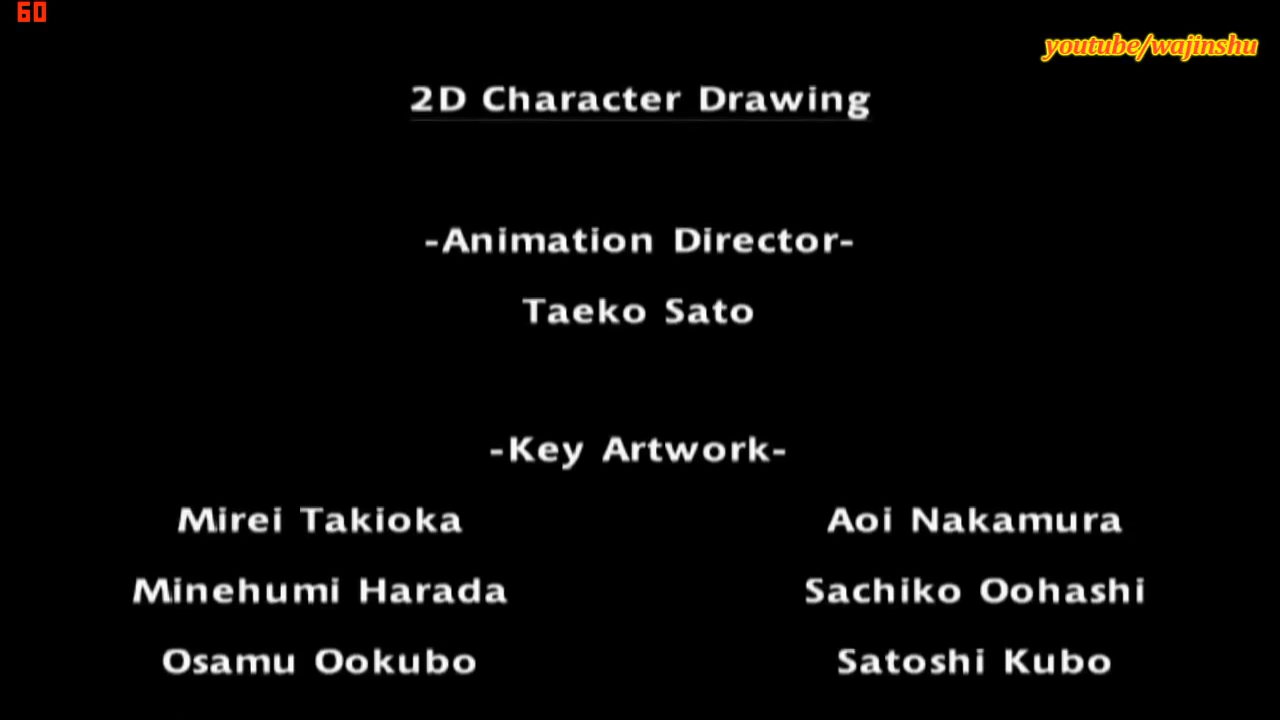 60
youtube/wajinshu
2D Character Drawing
-Animation Director-
Taeko Sato
-Key Artwork-
Mirei Takioka Aoi Nakamura
Minehumi Harada Sachiko Oohashi
Osamu Ookubo Satoshi Kubo